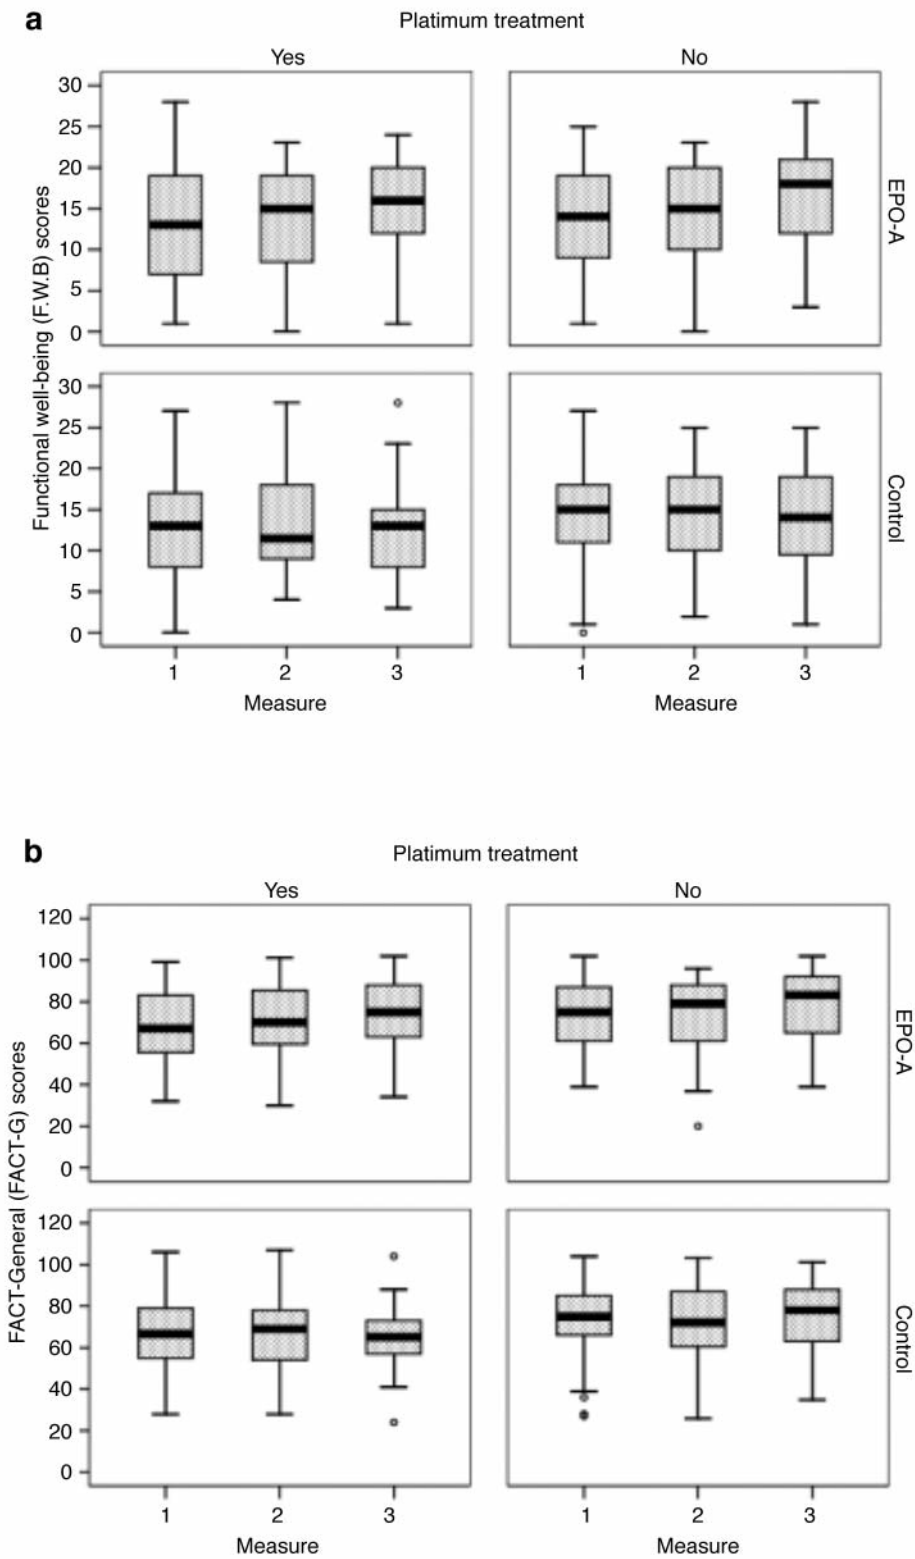 a
Platimum treatment
Yes No
30
25
20
15
10
5
0
EPO-A
Functional well-being (F.W.B) scores
30
25
20
15
10
5
0
Control
1 2 3 1 2 3
Measure Measure
b
Platimum treatment
Yes No
120
100
80
60
40
20
0
EPO-A
FACT-General (FACT-G) scores
120
100
80
60
40
20
0
Control
1 2 3 1 2 3
Measure Measure